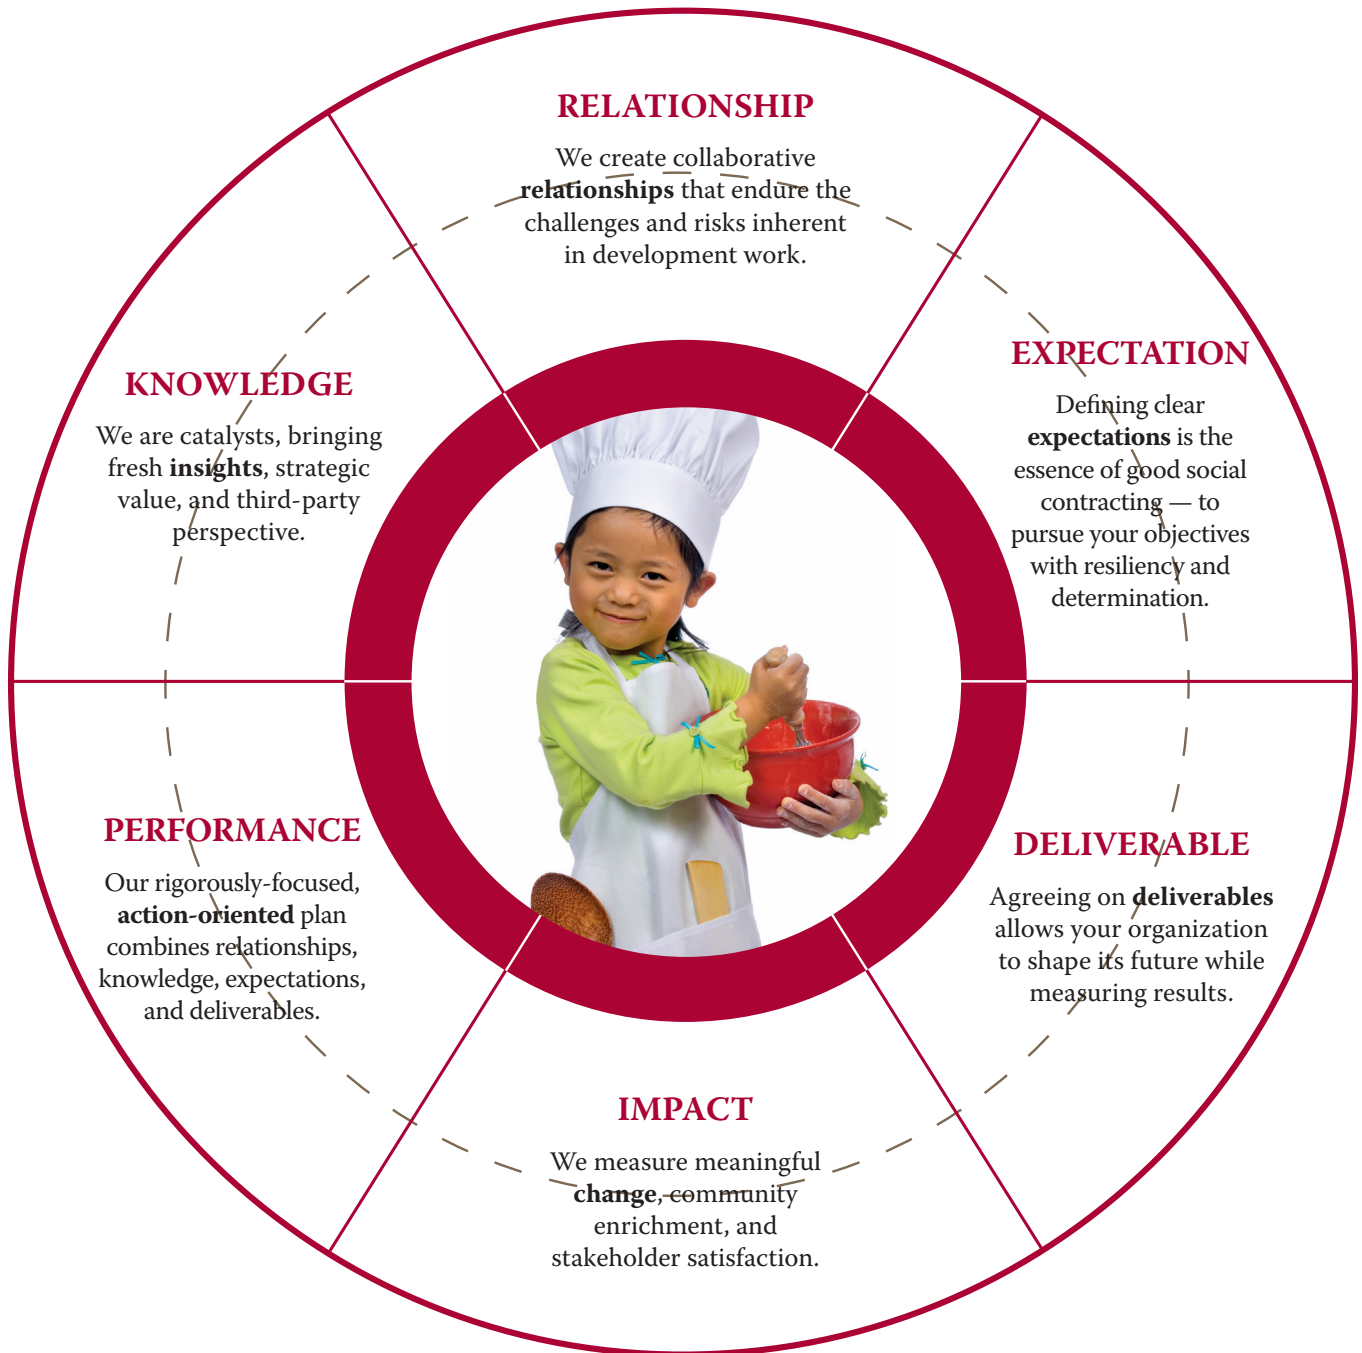 RELATIONSHIP
We create collaborative
relationships that endure the
challenges and risks inherent
in development work.
EXPECTATION
Defining clear
expectations is the
essence of good social
contracting — to
pursue your objectives
with resiliency and
determination.
DELIVERABLE
Agreeing on deliverables
allows your organization
to shape its future while
measuring results.
IMPACT
We measure meaningful
change, community
enrichment, and
stakeholder satisfaction.
PERFORMANCE
Our rigorously-focused,
action-oriented plan
combines relationships,
knowledge, expectations,
and deliverables.
KNOWLEDGE
We are catalysts, bringing
fresh insights, strategic
value, and third-party
perspective.